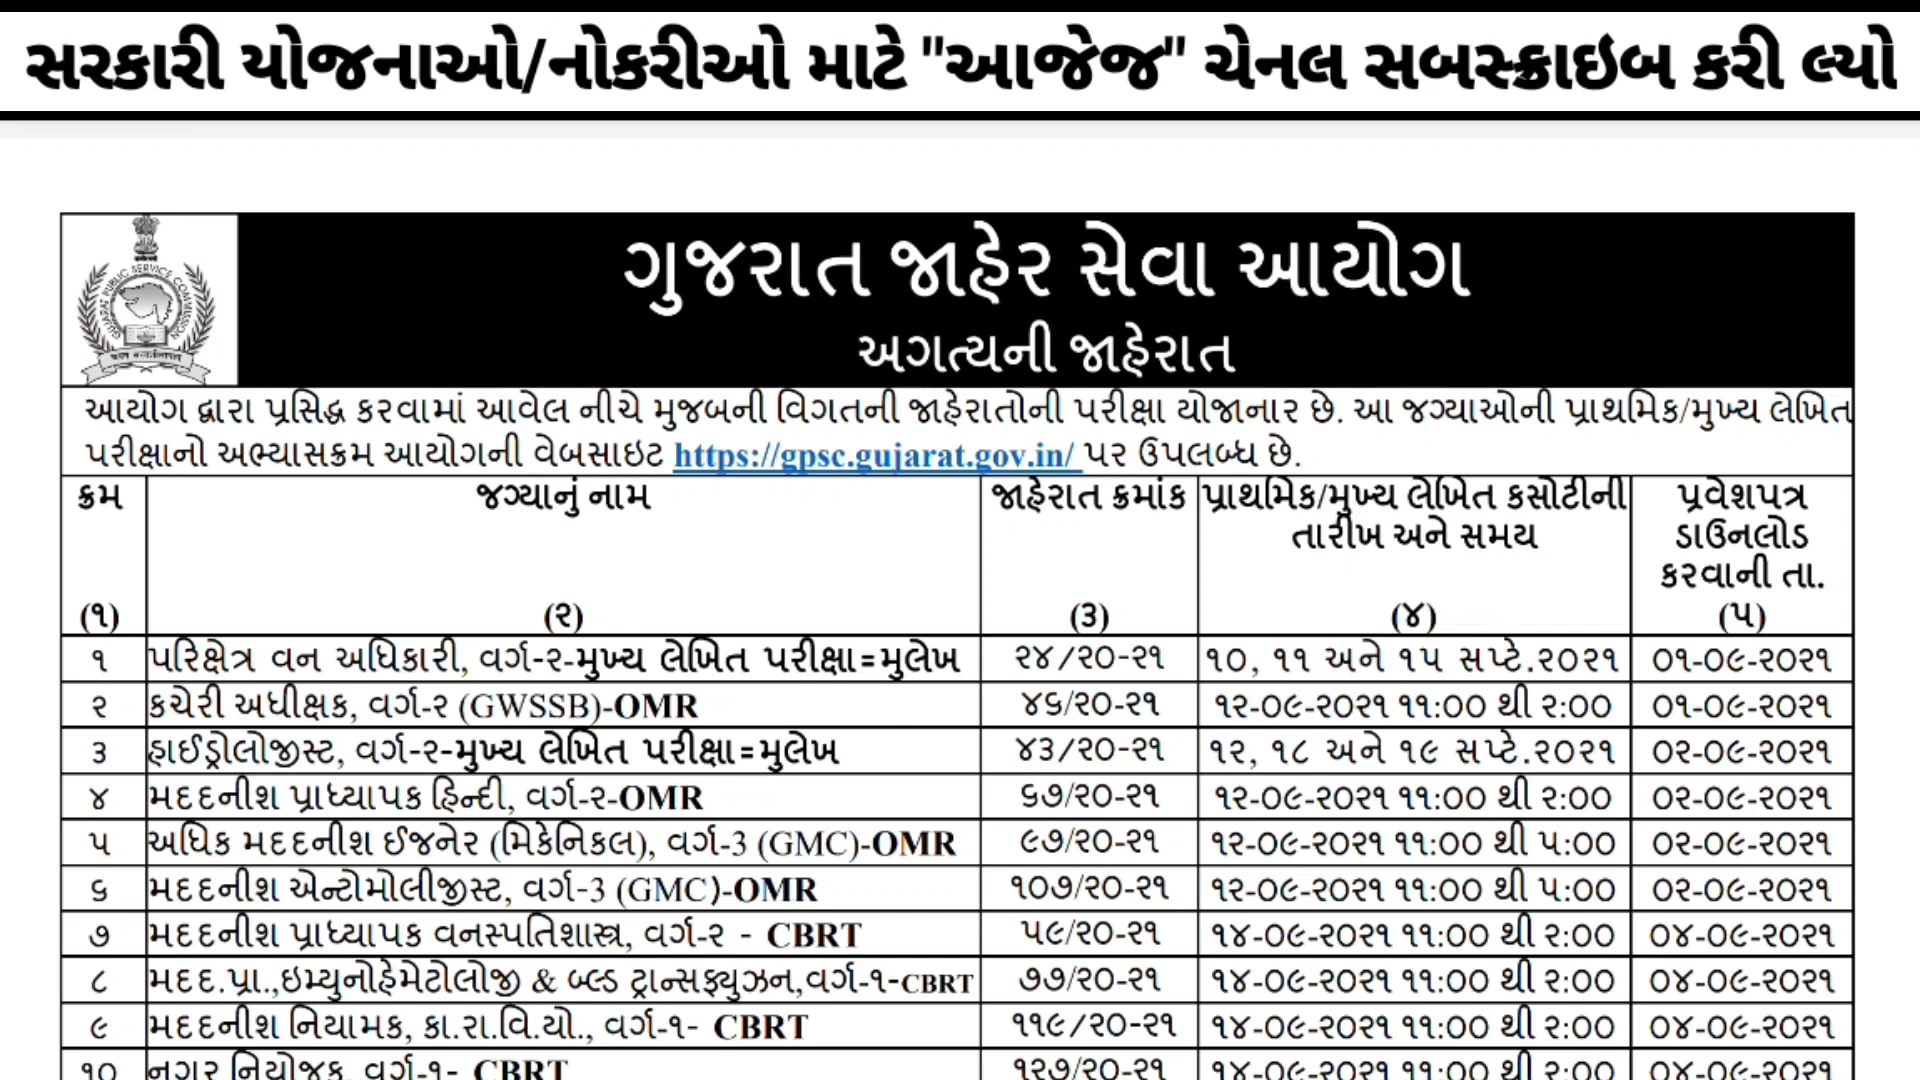 સરકારી યોજનાઓ/નોકરીઓ માટે "આજેજ" ચેનલ સબસ્ક્રાઇબ કરી લ્યો
GUJARAT PUBLIC SERVICE COMMISSION
ગુજરાત જાહેર સેવા આયોગ
અગત્યની જાહેરાત
આયોગ દ્વારા પ્રસિદ્ધ કરવામાં આવેલ નીચે મુજબની વિગતની જાહેરાતોની પરીક્ષા યોજાનાર છે. આ જગ્યાઓની પ્રાથમિક/મુખ્ય લેખિત
પરીક્ષાનો અભ્યાસક્રમ આયોગની વેબસાઇટ https://gpsc.gujarat.gov.in/ પર ઉપલબ્ધ છે.
ક્રમ જગ્યાનું નામ જાહેરાત ક્રમાંક પ્રાથમિક/મુખ્ય લેખિત કસોટીની પ્રવેશપત્ર
તારીખ અને સમય ડાઉનલોડ
કરવાની તા.
(૧) (૨) (૩) (૪) (૫)
૧ પરિક્ષેત્ર વન અધિકારી, વર્ગ-૨-મુખ્ય લેખિત પરીક્ષા=મુલેખ ૨૪/૨૦-૨૧ ૧૦, ૧૧ અને ૧૫ સપ્ટે.૨૦૨૧ ૦૧-૦૯-૨૦૨૧
૨ કચેરી અધીક્ષક, વર્ગ-૨ (GWSSB)-OMR ૪૬/૨૦-૨૧ ૧૨-૦૯-૨૦૨૧ ૧૧:૦૦ થી ૨:૦૦ ૦૧-૦૯-૨૦૨૧
૩ હાઈડ્રોલોજીસ્ટ, વર્ગ-૨-મુખ્ય લેખિત પરીક્ષા=મુલેખ ૪૩/૨૦-૨૧ ૧૨, ૧૮ અને ૧૯ સપ્ટે.૨૦૨૧ ૦૨-૦૯-૨૦૨૧
૪ મદદનીશ પ્રાધ્યાપક હિન્દી, વર્ગ-૨-OMR ૬૭/૨૦-૨૧ ૧૨-૦૯-૨૦૨૧ ૧૧:૦૦ થી ૨:૦૦ ૦૨-૦૯-૨૦૨૧
૫ અધિક મદદનીશ ઈજનેર (મિકેનિકલ), વર્ગ-૩ (GMC)-OMR ૯૭/૨૦-૨૧ ૧૨-૦૯-૨૦૨૧ ૧૧:૦૦ થી ૫:૦૦ ૦૨-૦૯-૨૦૨૧
૬ મદદનીશ એન્ટોમોલીજીસ્ટ, વર્ગ-૩ (GMC)-OMR ૧૦૭/૨૦-૨૧ ૧૨-૦૯-૨૦૨૧ ૧૧:૦૦ થી ૫:૦૦ ૦૨-૦૯-૨૦૨૧
૭ મદદનીશ પ્રાધ્યાપક વનસ્પતિશાસ્ત્ર, વર્ગ-૨ - CBRT ૫૯/૨૦-૨૧ ૧૪-૦૯-૨૦૨૧ ૧૧:૦૦ થી ૨:૦૦ ૦૪-૦૯-૨૦૨૧
૮ મદદ.પ્રા.,ઇમ્યુનોહેમેટોલોજી & બ્લ્ડ ટ્રાન્સફ્યુઝન,વર્ગ-૧-CBRT ૭૭/૨૦-૨૧ ૧૪-૦૯-૨૦૨૧ ૧૧:૦૦ થી ૨:૦૦ ૦૪-૦૯-૨૦૨૧
૯ મદદનીશ નિયામક, કા.રા.વિ.યો., વર્ગ-૧- CBRT ૧૧૯/૨૦-૨૧ ૧૪-૦૯-૨૦૨૧ ૧૧:૦૦ થી ૨:૦૦ ૦૪-૦૯-૨૦૨૧
૧૦ નગર નિયોજક, વર્ગ-૧- CBRT ૧૨૭/૨૦-૨૧ ૧૪-૦૯-૨૦૨૧ ૧૧:૦૦ થી ૨:૦૦ ૦૪-૦૯-૨૦૨૧